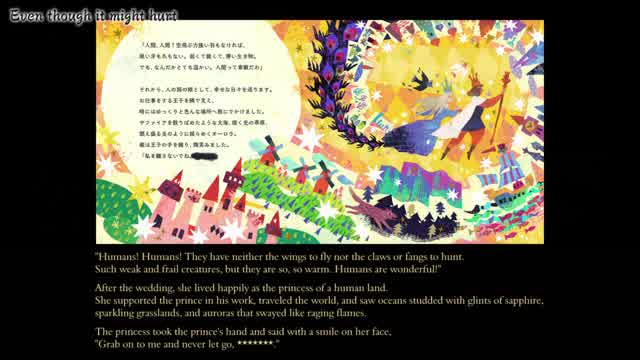 Even though it might hurt
「人間、人間！空飛ぶ力強い羽もなければ、
鋭い牙も爪もない。弱くて脆くて、儚い生き物。
でも、なんだかとても温かい。人間って素敵だわ」
それから、人の国の姫として、幸せな日々を送ります。
お仕事をする王子を隣で支え、
時にはゆっくりと色んな場所へ旅にでかけました。
サファイアを散りばめたような大海、煌く光の草原、
燃え盛る炎のように揺らめくオーロラ。
姫は王子の手を握り、微笑みました。
「私を離さないでね
"Humans! Humans! They have neither the wings to fly nor the claws or fangs to hunt.
Such weak and frail creatures, but they are so, so warm. Humans are wonderful!"
After the wedding, she lived happily as the princess of a human land.
She supported the prince in his work, traveled the world, and saw oceans studded with glints of sapphire,
sparkling grasslands, and auroras that swayed like raging flames.
The princess took the prince's hand and said with a smile on her face,
"Grab on to me and never let go, *******."